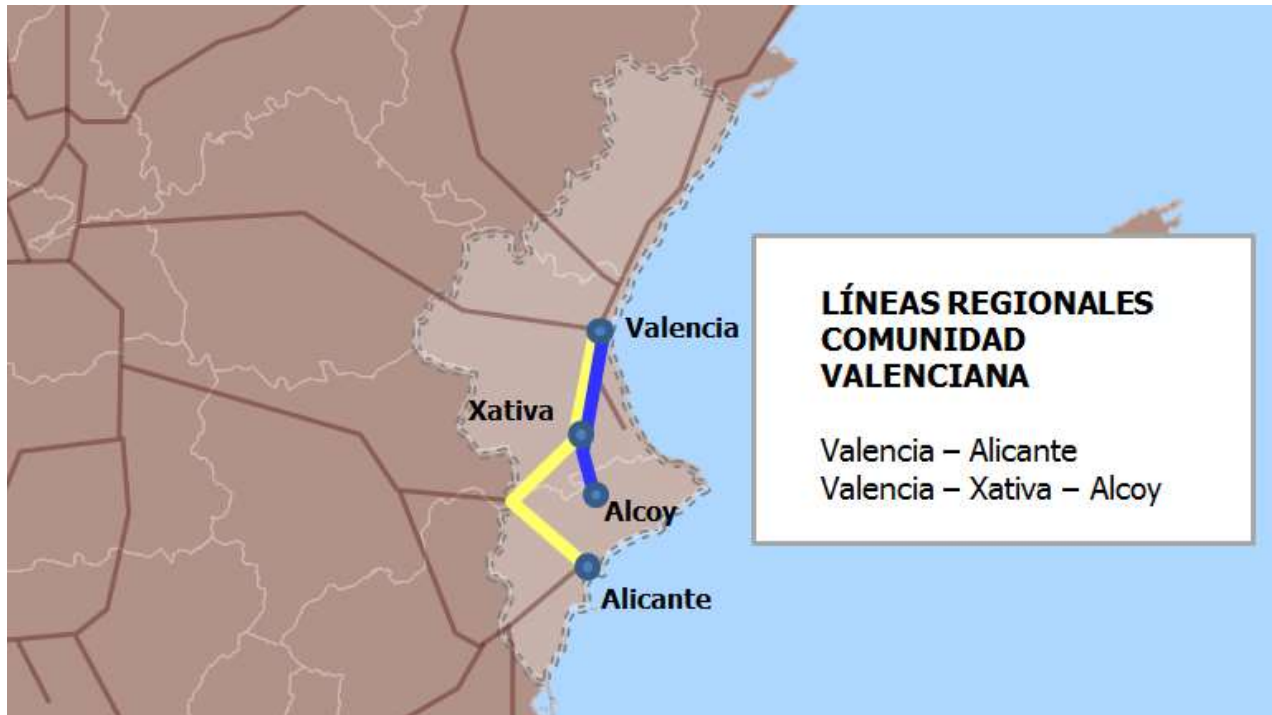 Valencia
Xativa
Alcoy
Alicante
LÍNEAS REGIONALES
COMUNIDAD
VALENCIANA
Valencia – Alicante
Valencia – Xativa – Alcoy